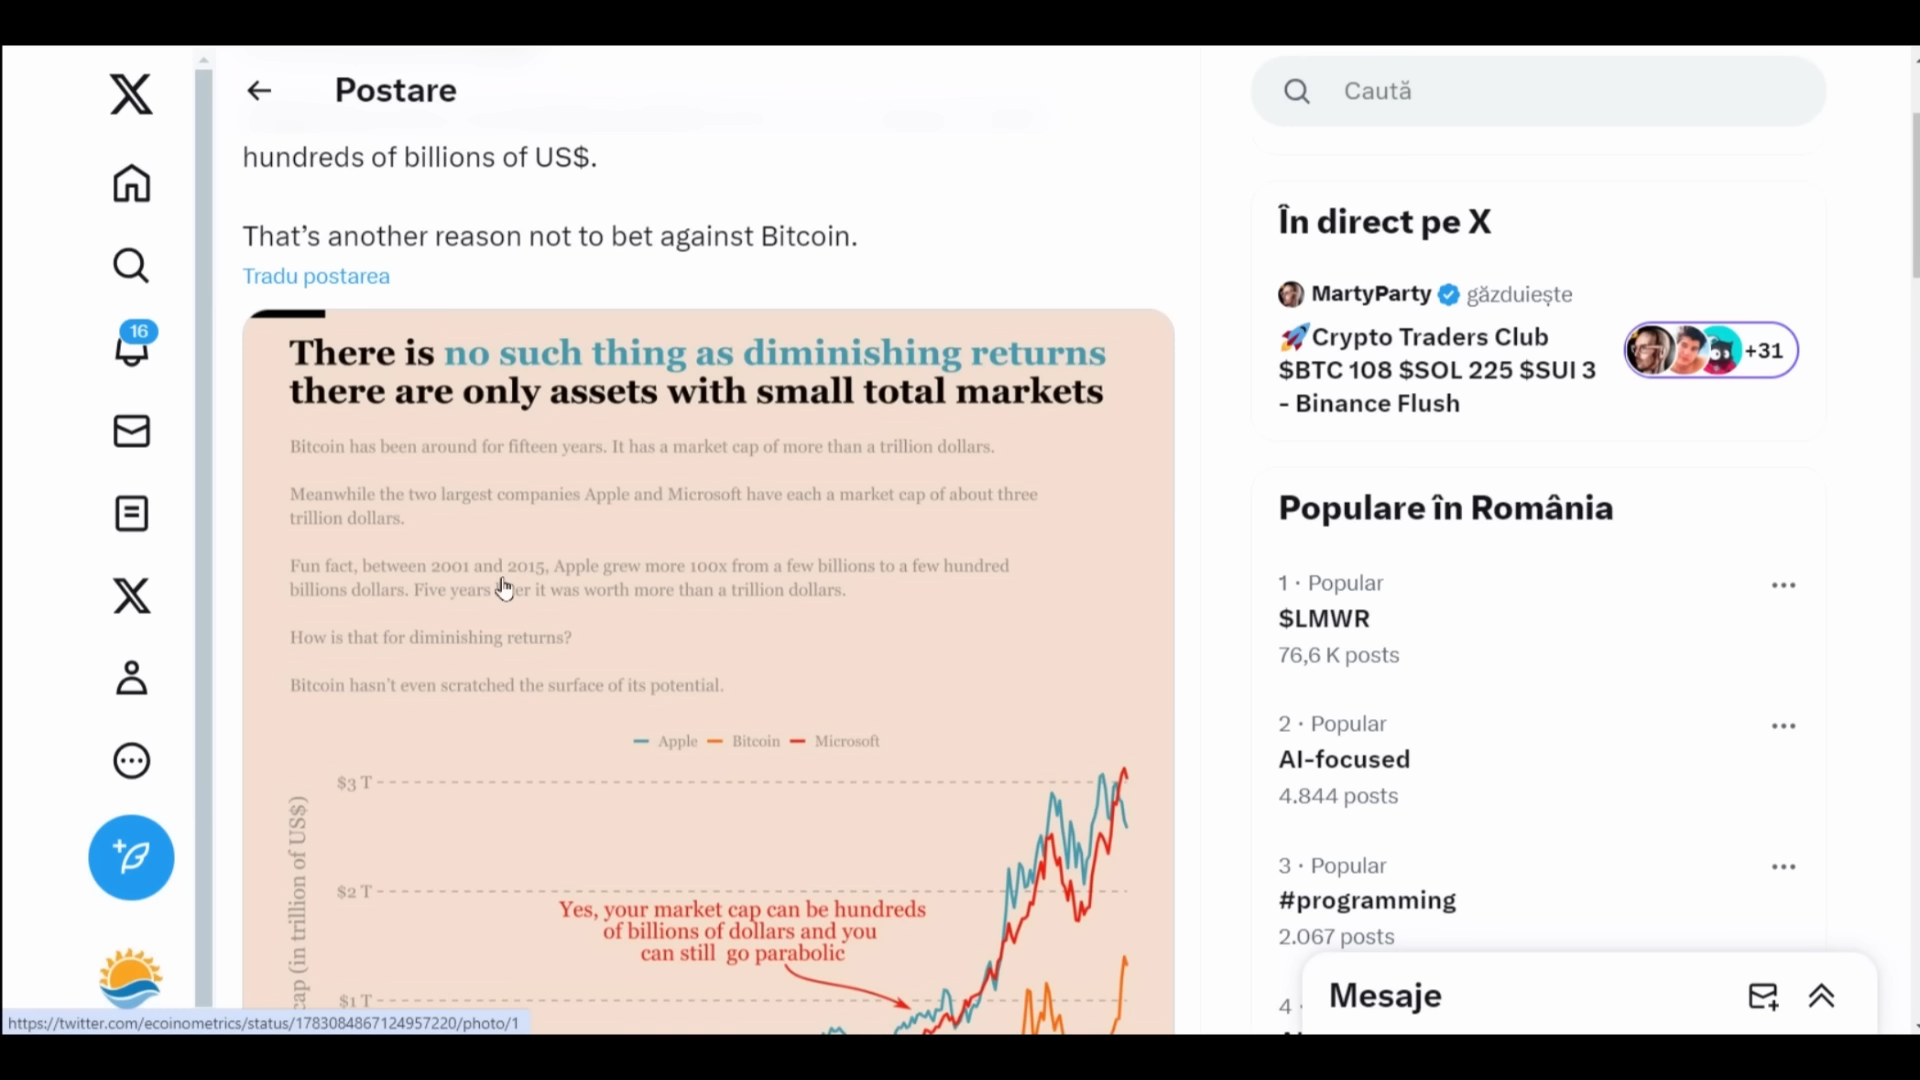 Postare
hundreds of billions of US$.
That’s another reason not to bet against Bitcoin.
Tradu postarea
There is no such thing as diminishing returns
there are only assets with small total markets
Bitcoin has been around for fifteen years. It has a market cap of more than a trillion dollars.
Meanwhile the two largest companies Apple and Microsoft have each a market cap of about three
trillion dollars.
Fun fact, between 2001 and 2015, Apple grew more 100x from a few billions to a few hundred
billions dollars. Five years it was worth more than a trillion dollars.
How is that for diminishing returns?
Bitcoin hasn’t even scratched the surface of its potential.
Apple
Bitcoin
Microsoft
$3 T
$2 T
$1 T
cap (in trillion of US$)
Yes, your market cap can be hundreds
of billions of dollars and you
can still go parabolic
16
https://twitter.com/ecoinometrics/status/1783084867124957220/photo/1
Caută
În direct pe X
MartyParty găzduiește
🚀Crypto Traders Club
$BTC 108 $SOL 225 $SUI 3
- Binance Flush
+31
Populare în România
1 · Popular
$LMWR
76,6 K posts
2 · Popular
AI-focused
4.844 posts
3 · Popular
#programming
2.067 posts
4 ·
Mesaje